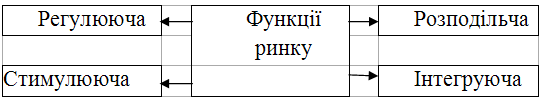 Регулююча
Функції
ринку
Розподільча
Стимулююча
Інтегруюча